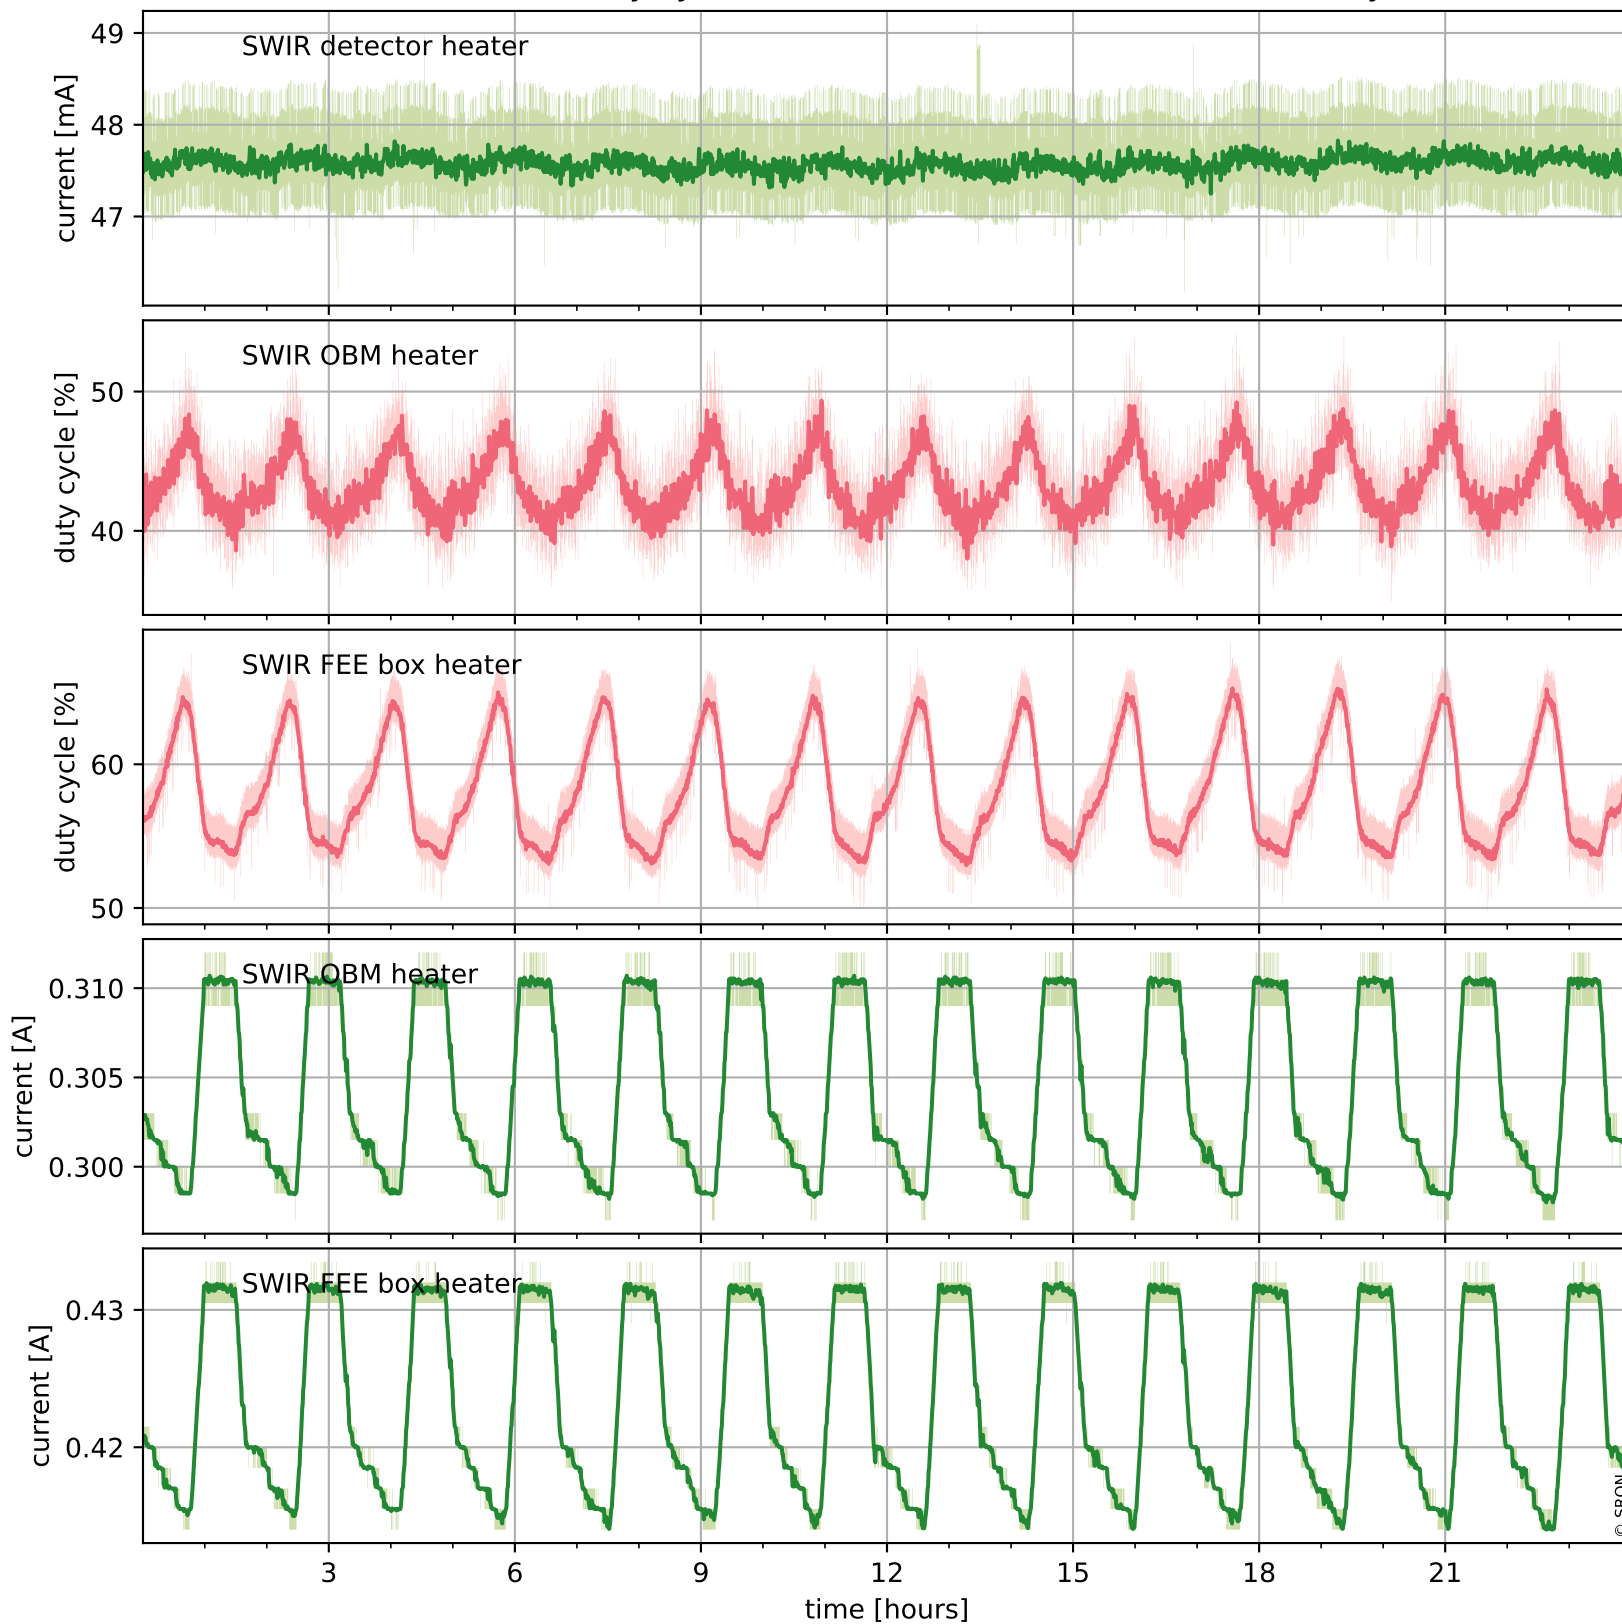 SWIR detector heater
current [mA]
49
48
47
SWIR OBM heater
duty cycle [%]
50
40
SWIR FEE box heater
duty cycle [%]
60
50
SWIR OBM heater
current [A]
0.310
0.305
0.300
SWIR FEE box heater
current [A]
0.43
0.42
© SRON
3 6 9 12 15 18 21
time [hours]